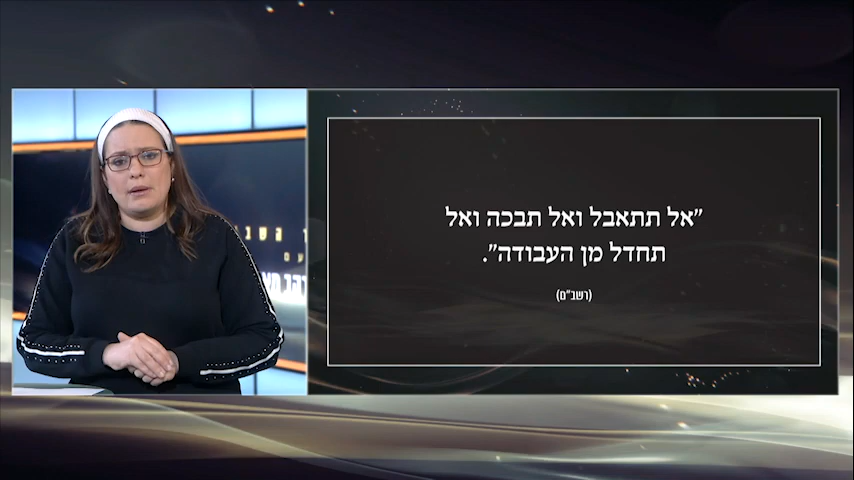 "אל תתאבל ואל תבכה ואל
תחדל מן העבודה".
(רשב"ם)